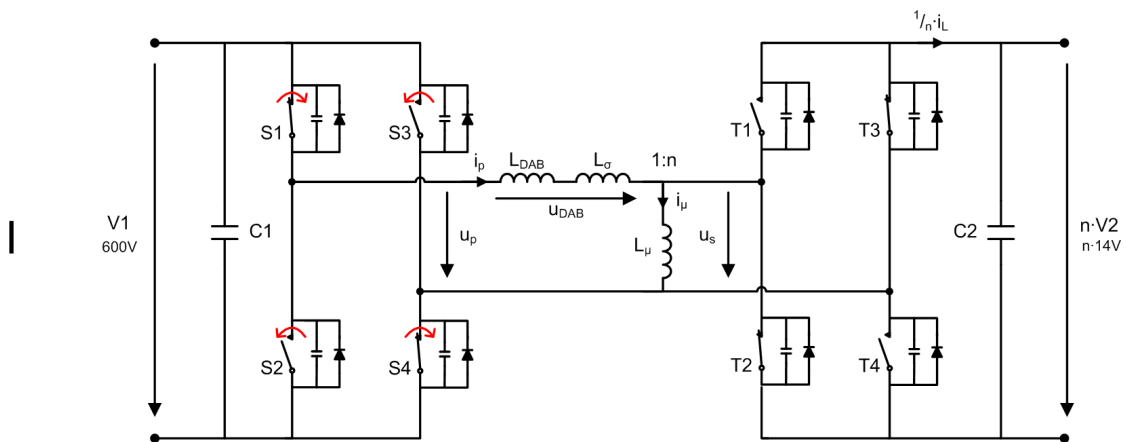 ¹/n·iL
S1
S3
T1
T3
ip
LDAB
Lσ
1:n
iμ
uDAB
V1
600V
C1
up
Lμ
us
C2
n·V2
n·14V
S2
S4
T2
T4
I